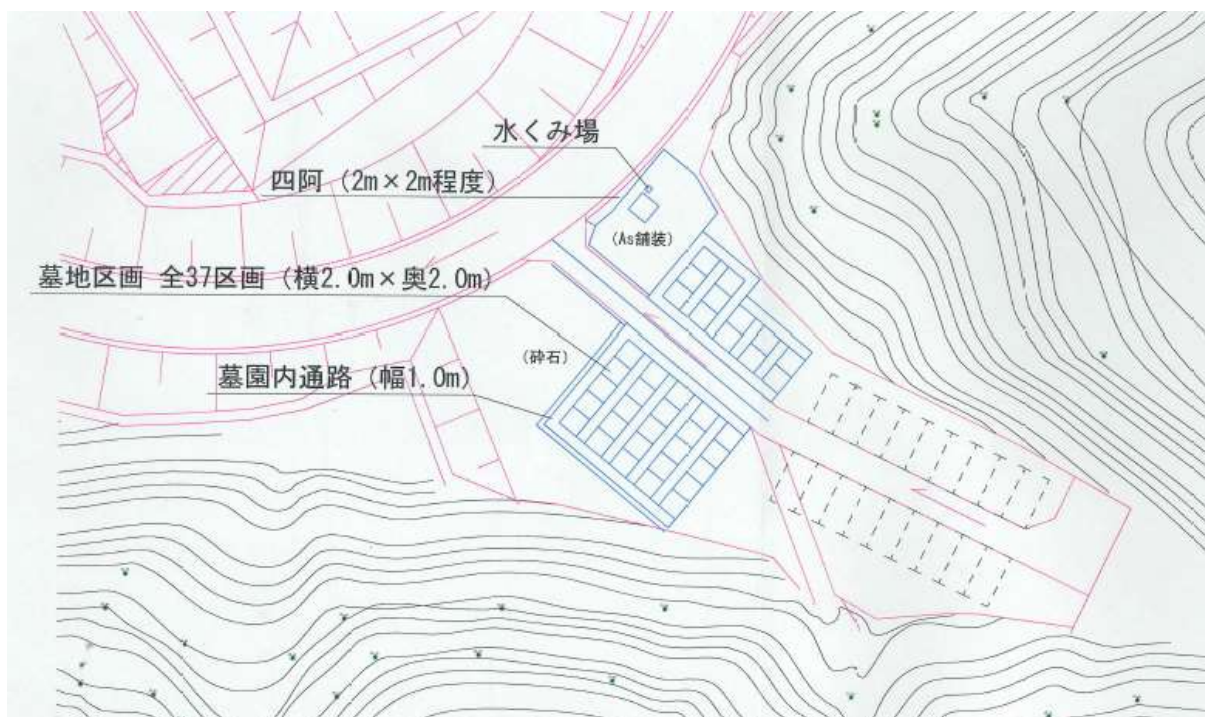 水くみ場
四阿（2m×2m程度）
（As舗装）
墓地区画 全37区画（横2.0m×奥2.0m）
（砕石）
墓園内通路（幅1.0m）